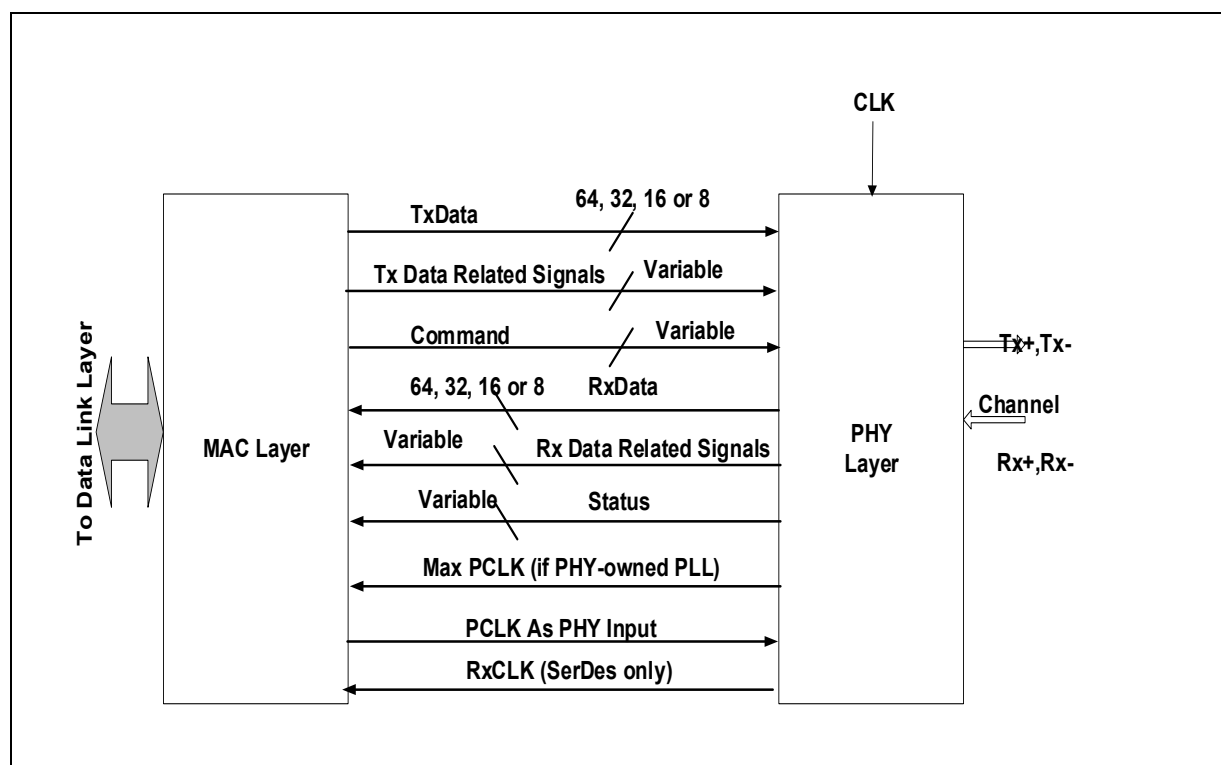 CLK
64, 32, 16 or 8
TxData
Tx Data Related Signals
Variable
Command
Variable
64, 32, 16 or 8
RxData
Variable
Rx Data Related Signals
Variable
Status
Max PCLK (if PHY-owned PLL)
PCLK As PHY Input
RxCLK (SerDes only)
To Data Link Layer
MAC Layer
PHY
Layer
Tx+,Tx-
Channel
Rx+,Rx-